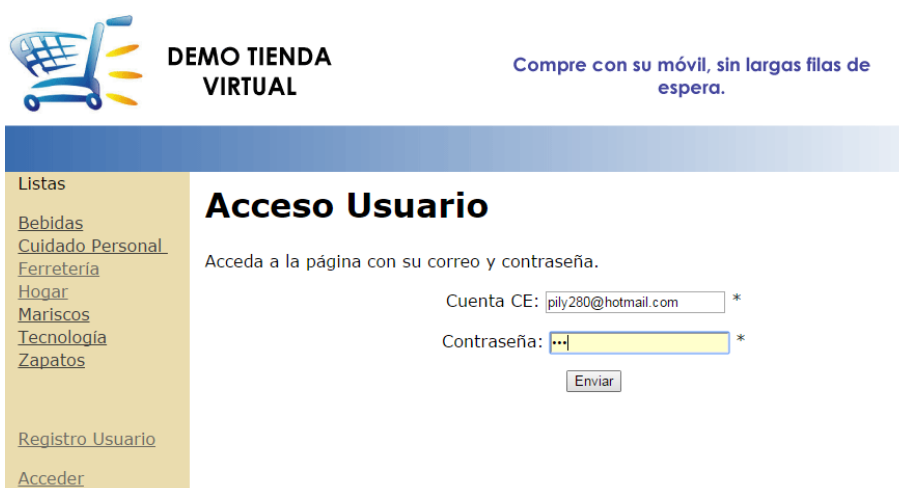 DEMO TIENDA
VIRTUAL
Compre con su móvil, sin largas filas de
espera.
Listas
Bebidas
Cuidado Personal
Ferretería
Hogar
Mariscos
Tecnología
Zapatos
Registro Usuario
Acceder
Acceso Usuario
Acceda a la página con su correo y contraseña.
Cuenta CE: pily280@hotmail.com *
Contraseña: ••• *
Enviar